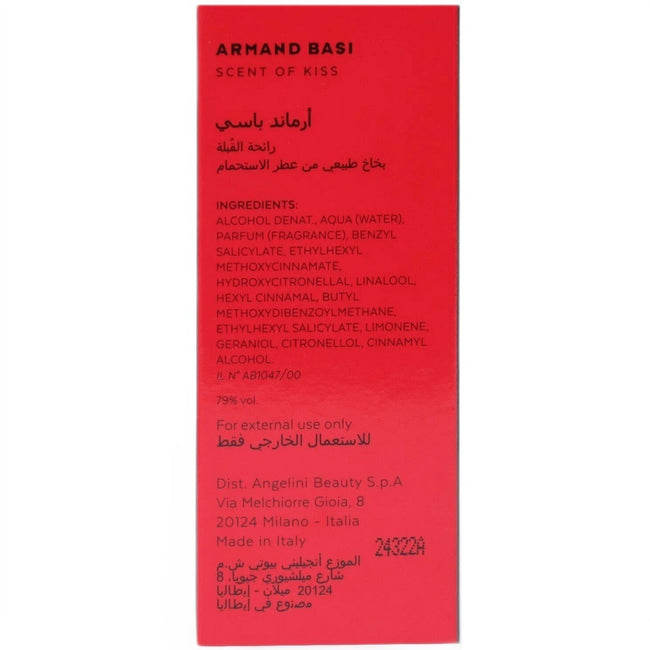 ARMAND BASI
SCENT OF KISS
أرماند باسي
رائحة القُبلة
بخاخ طبيعي من عطر الاستحمام
INGREDIENTS:
ALCOHOL DENAT., AQUA (WATER),
PARFUM (FRAGRANCE), BENZYL
SALICYLATE, ETHYLHEXYL
METHOXYCINNAMATE,
HYDROXYCITRONELLAL, LINALOOL,
HEXYL CINNAMAL, BUTYL
METHOXYDIBENZOYLMETHANE,
ETHYLHEXYL SALICYLATE, LIMONENE,
GERANIOL, CITRONELLOL, CINNAMYL
ALCOHOL.
IL N° AB1047/00
79% vol.
For external use only
للاستعمال الخارجي فقط
Dist. Angelini Beauty S.p.A
Via Melchiorre Gioia, 8
20124 Milano - Italia
Made in Italy
24322A
الموزع أنجيليني بيوتي ش.م
شارع ميلشيوري جيويا، 8
20124 ميلان - إيطاليا
مصنوع في إيطاليا